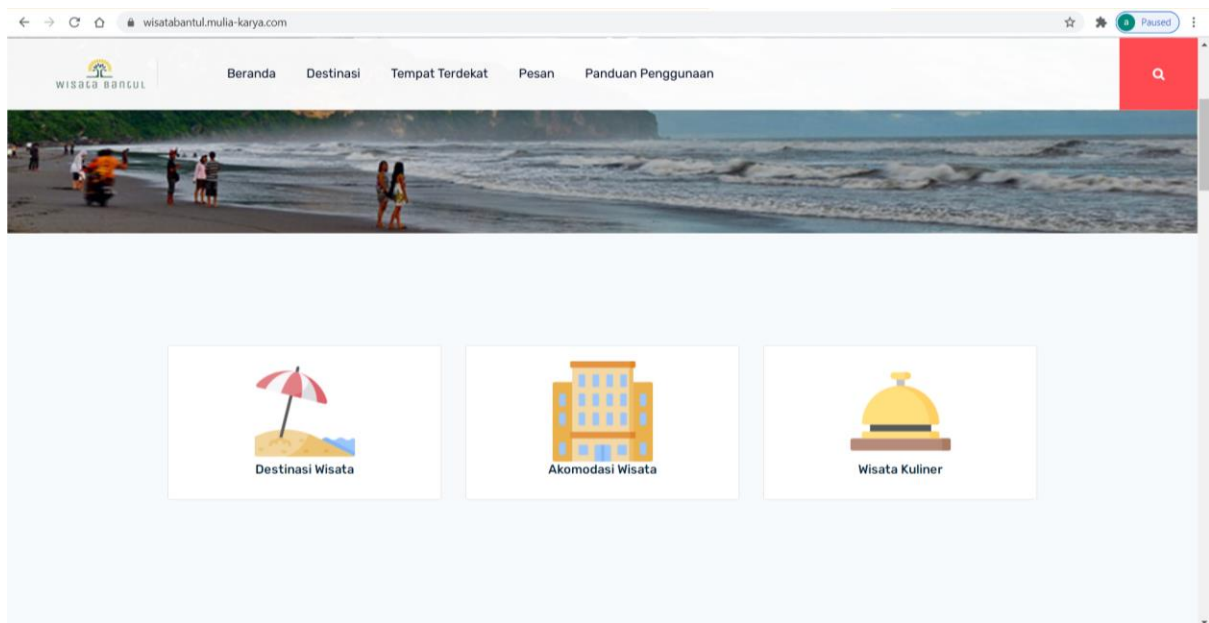 wisatabantul.mulia-karya.com
a Paused
WISATA BANTUL
Beranda Destinasi Tempat Terdekat Pesan Panduan Penggunaan
Destinasi Wisata Akomodasi Wisata Wisata Kuliner